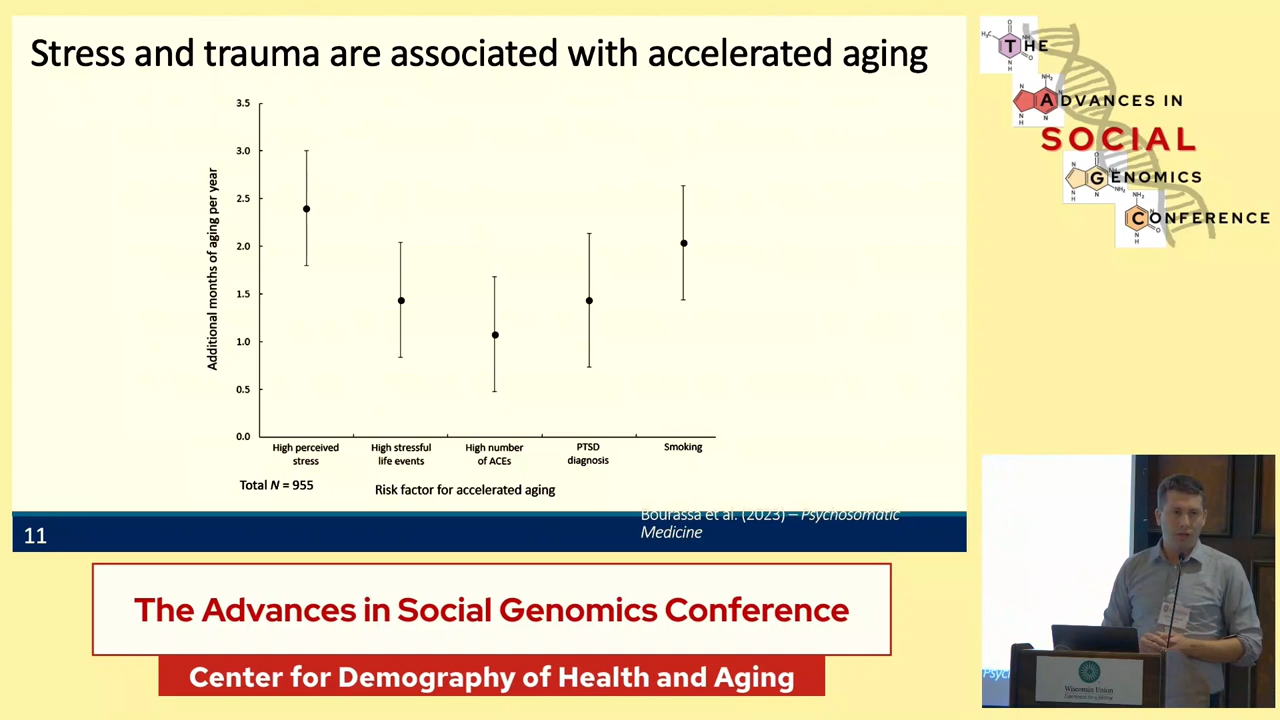 Stress and trauma are associated with accelerated aging
3.5
3.0
2.5
2.0
1.5
1.0
0.5
0.0
Additional months of aging per year
High perceived
stress
High stressful
life events
High number
of ACEs
PTSD
diagnosis
Smoking
Total N = 955
Risk factor for accelerated aging
Bourassa et al. (2023) – Psychosomatic
Medicine
11
THE
ADVANCES IN
SOCIAL
GENOMICS
CONFERENCE
The Advances in Social Genomics Conference
Center for Demography of Health and Aging
Wisconsin Union